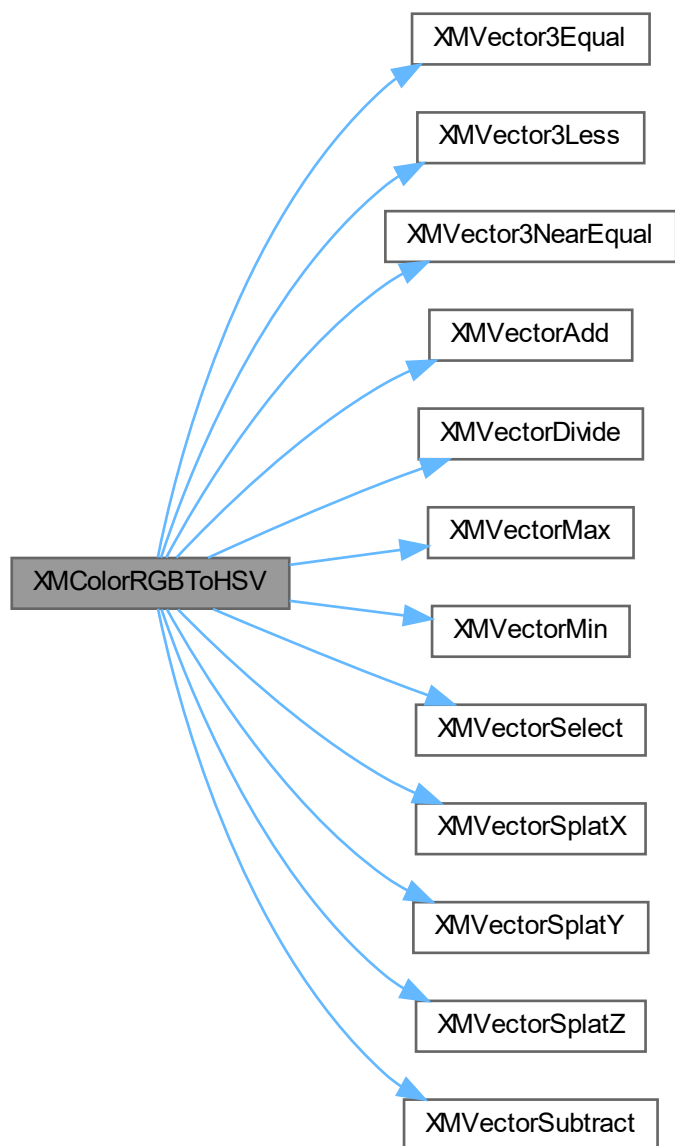 XMVector3Equal
XMVector3Less
XMVector3NearEqual
XMVectorAdd
XMVectorDivide
XMVectorMax
XMColorRGBToHSV
XMVectorMin
XMVectorSelect
XMVectorSplatX
XMVectorSplatY
XMVectorSplatZ
XMVectorSubtract